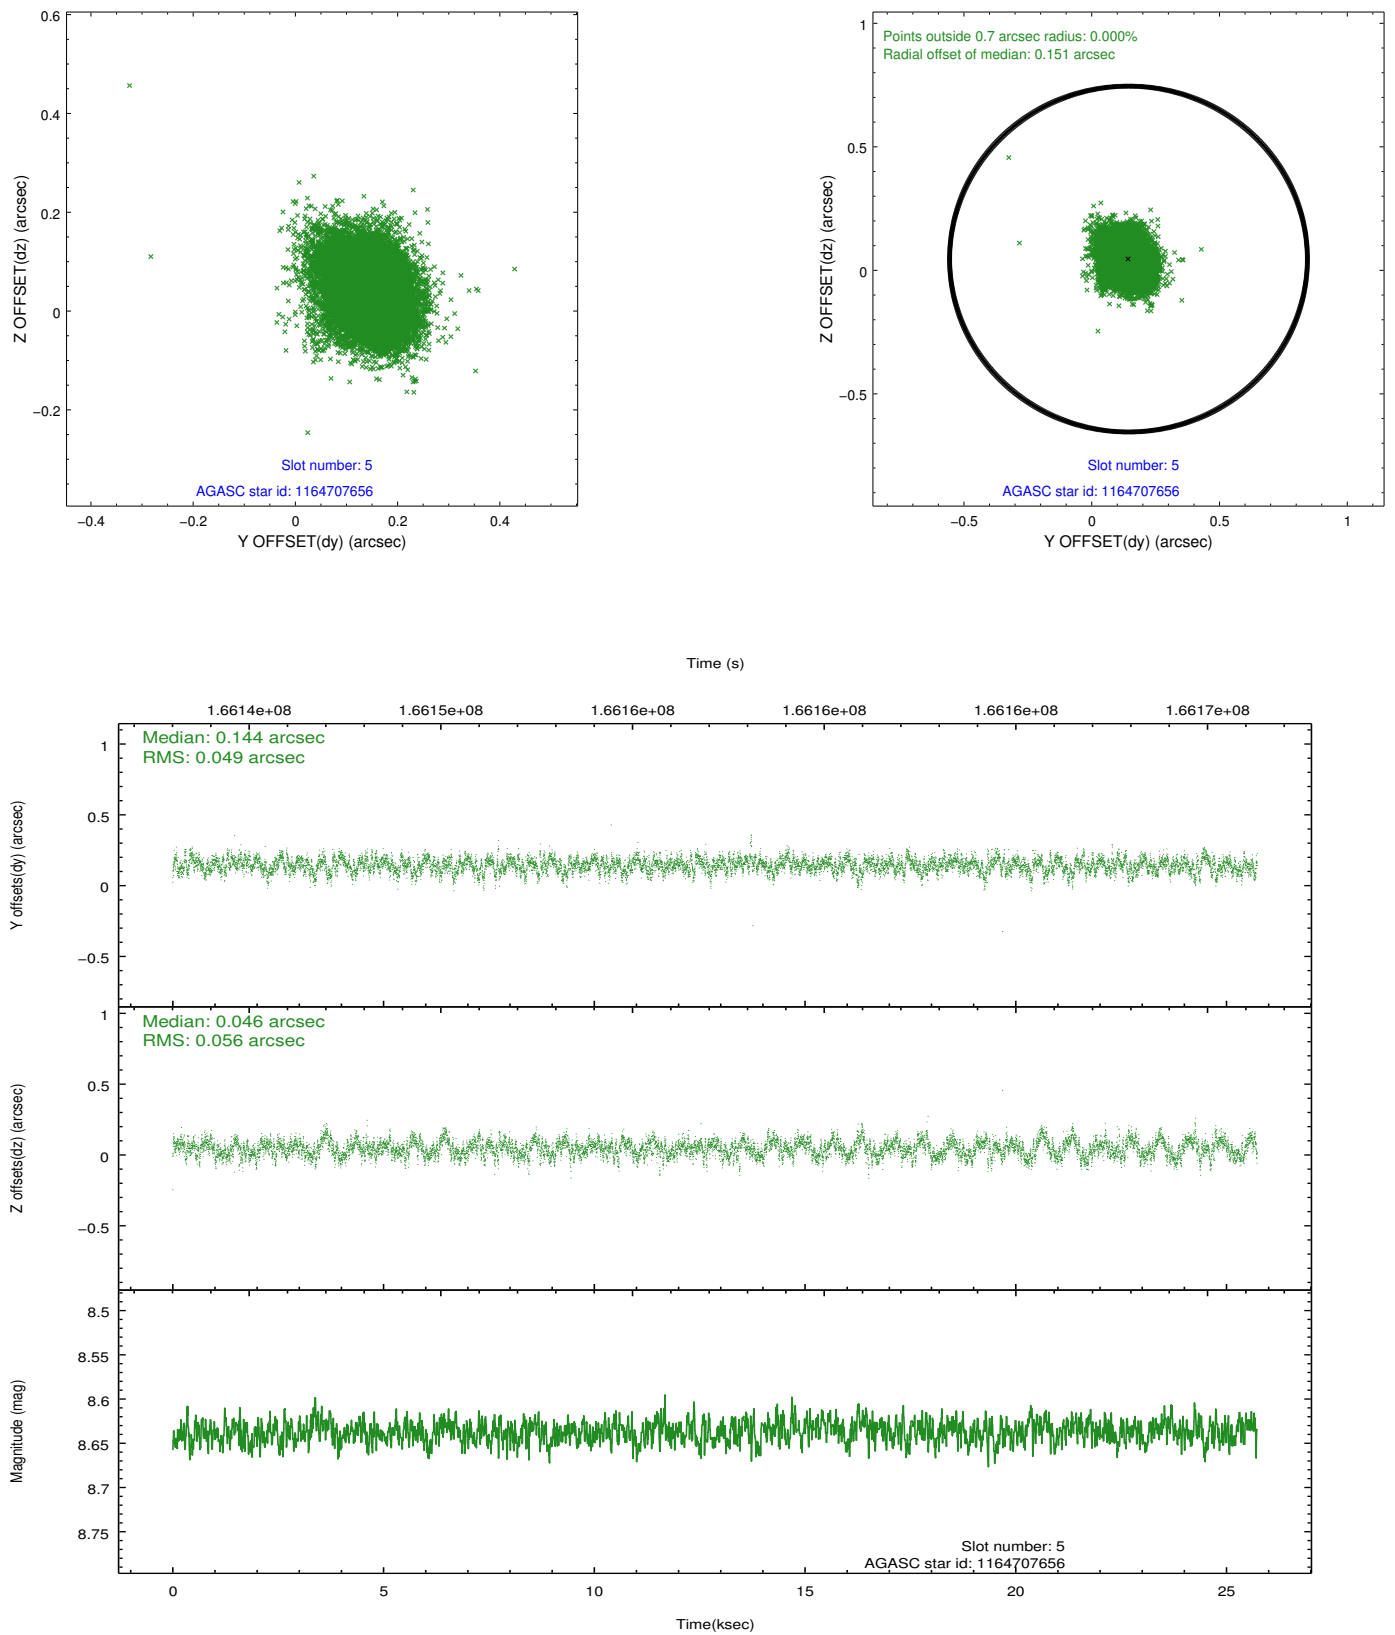 0.6
0.4
0.2
0
−0.2
Z OFFSET(dz) (arcsec)
Slot number: 5
AGASC star id: 1164707656
−0.4 −0.2 0 0.2 0.4
Y OFFSET(dy) (arcsec)
1
0.5
0
−0.5
Z OFFSET(dz) (arcsec)
Points outside 0.7 arcsec radius: 0.000%
Radial offset of median: 0.151 arcsec
Slot number: 5
AGASC star id: 1164707656
−0.5 0 0.5 1
Y OFFSET(dy) (arcsec)
Time (s)
1.6614e+08 1.6615e+08 1.6616e+08 1.6616e+08 1.6616e+08 1.6617e+08
Median: 0.144 arcsec
RMS: 0.049 arcsec
1
0.5
0
−0.5
Y offsets(dy) (arcsec)
Median: 0.046 arcsec
RMS: 0.056 arcsec
1
0.5
0
−0.5
Z offsets(dz) (arcsec)
8.5
8.55
8.6
8.65
8.7
8.75
Magnitude (mag)
Slot number: 5
AGASC star id: 1164707656
0 5 10 15 20 25
Time(ksec)